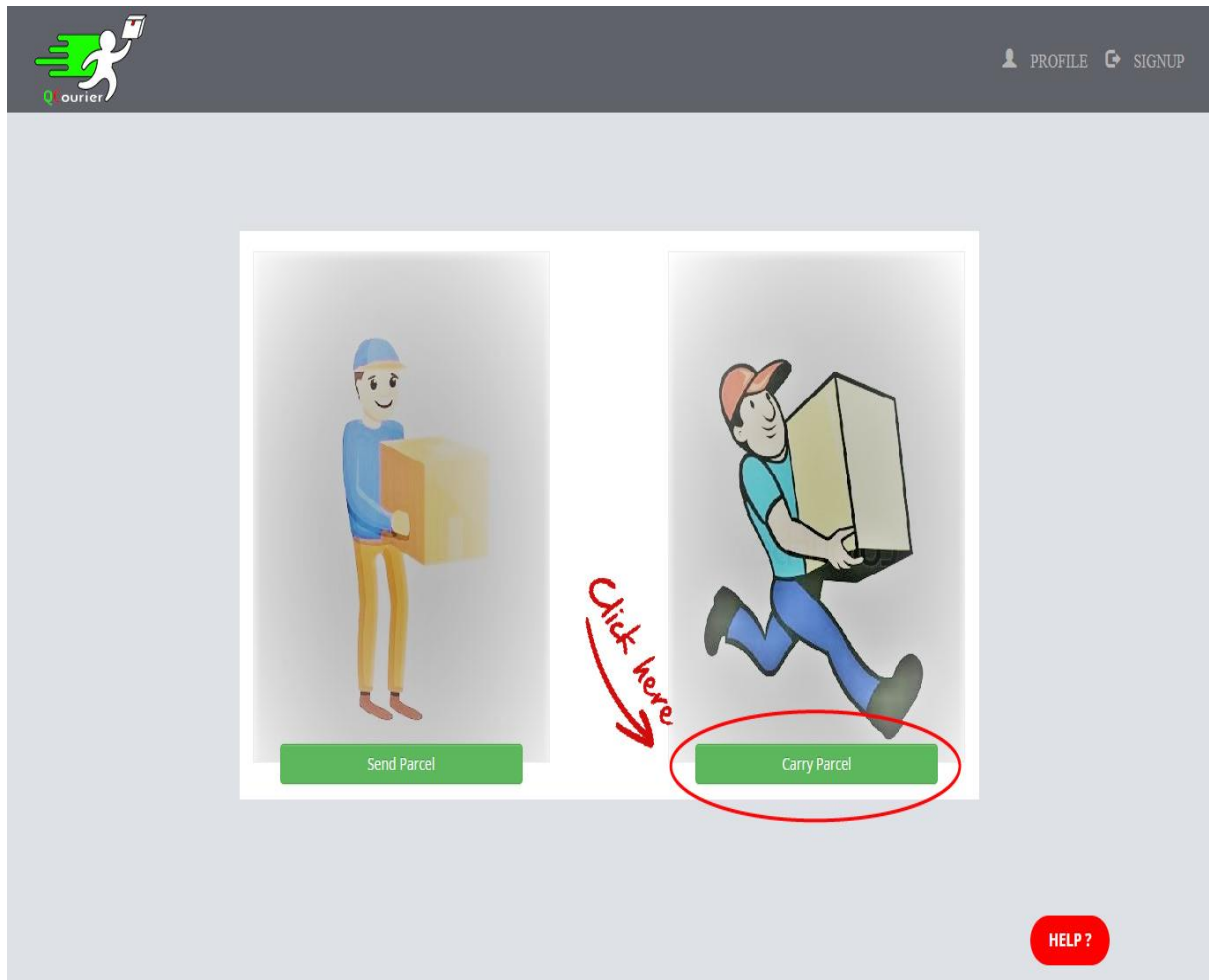 QCourier
PROFILE SIGNUP
Click here
Send Parcel
Carry Parcel
HELP ?